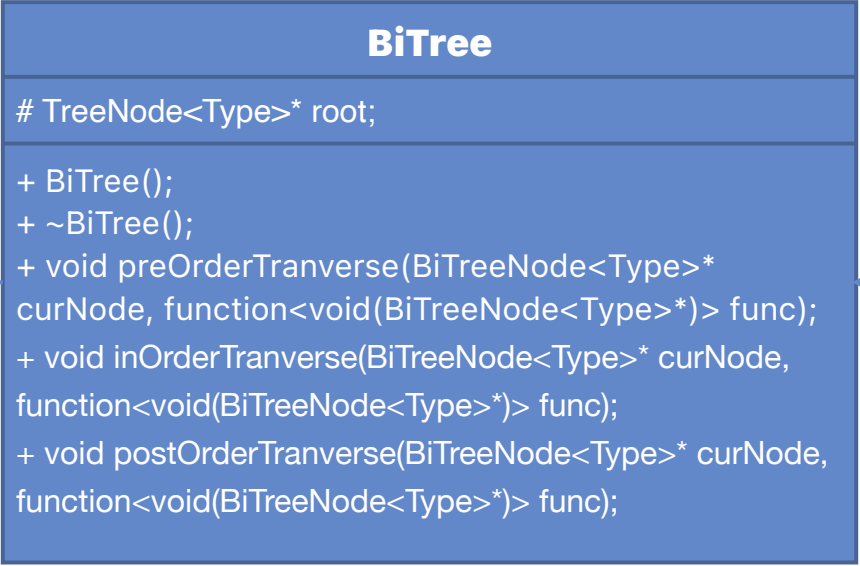 BiTree
# TreeNode<Type>* root;
+ BiTree();
+ ~BiTree();
+ void preOrderTranverse(BiTreeNode<Type>*
curNode, function<void(BiTreeNode<Type>*)> func);
+ void inOrderTranverse(BiTreeNode<Type>* curNode,
function<void(BiTreeNode<Type>*)> func);
+ void postOrderTranverse(BiTreeNode<Type>* curNode,
function<void(BiTreeNode<Type>*)> func);